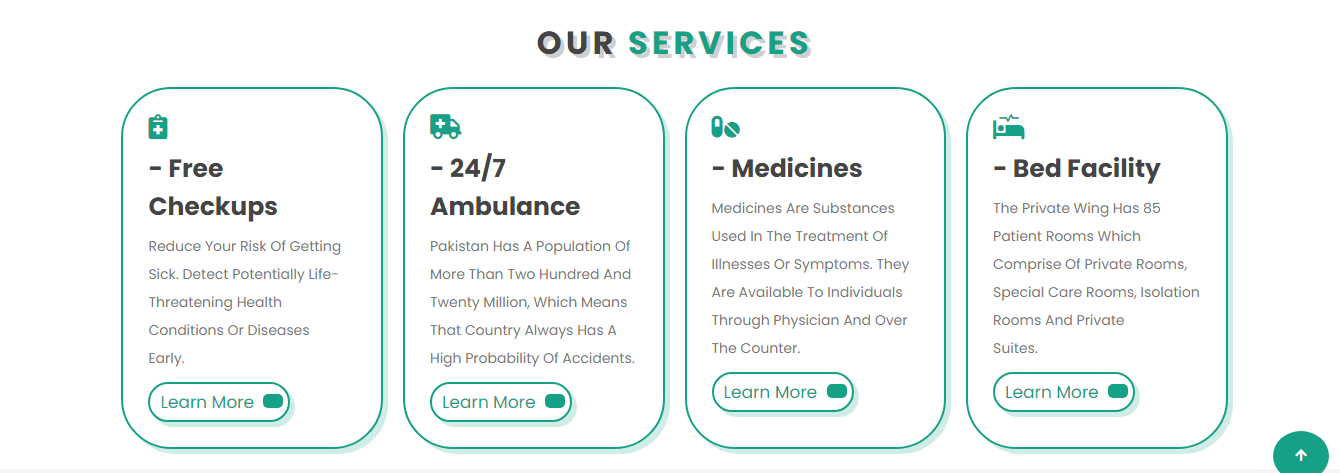 OUR SERVICES
- Free
Checkups
Reduce Your Risk Of Getting
Sick. Detect Potentially Life-
Threatening Health
Conditions Or Diseases
Early.
Learn More
- 24/7
Ambulance
Pakistan Has A Population Of
More Than Two Hundred And
Twenty Million, Which Means
That Country Always Has A
High Probability Of Accidents.
Learn More
- Medicines
Medicines Are Substances
Used In The Treatment Of
Illnesses Or Symptoms. They
Are Available To Individuals
Through Physician And Over
The Counter.
Learn More
- Bed Facility
The Private Wing Has 85
Patient Rooms Which
Comprise Of Private Rooms,
Special Care Rooms, Isolation
Rooms And Private
Suites.
Learn More